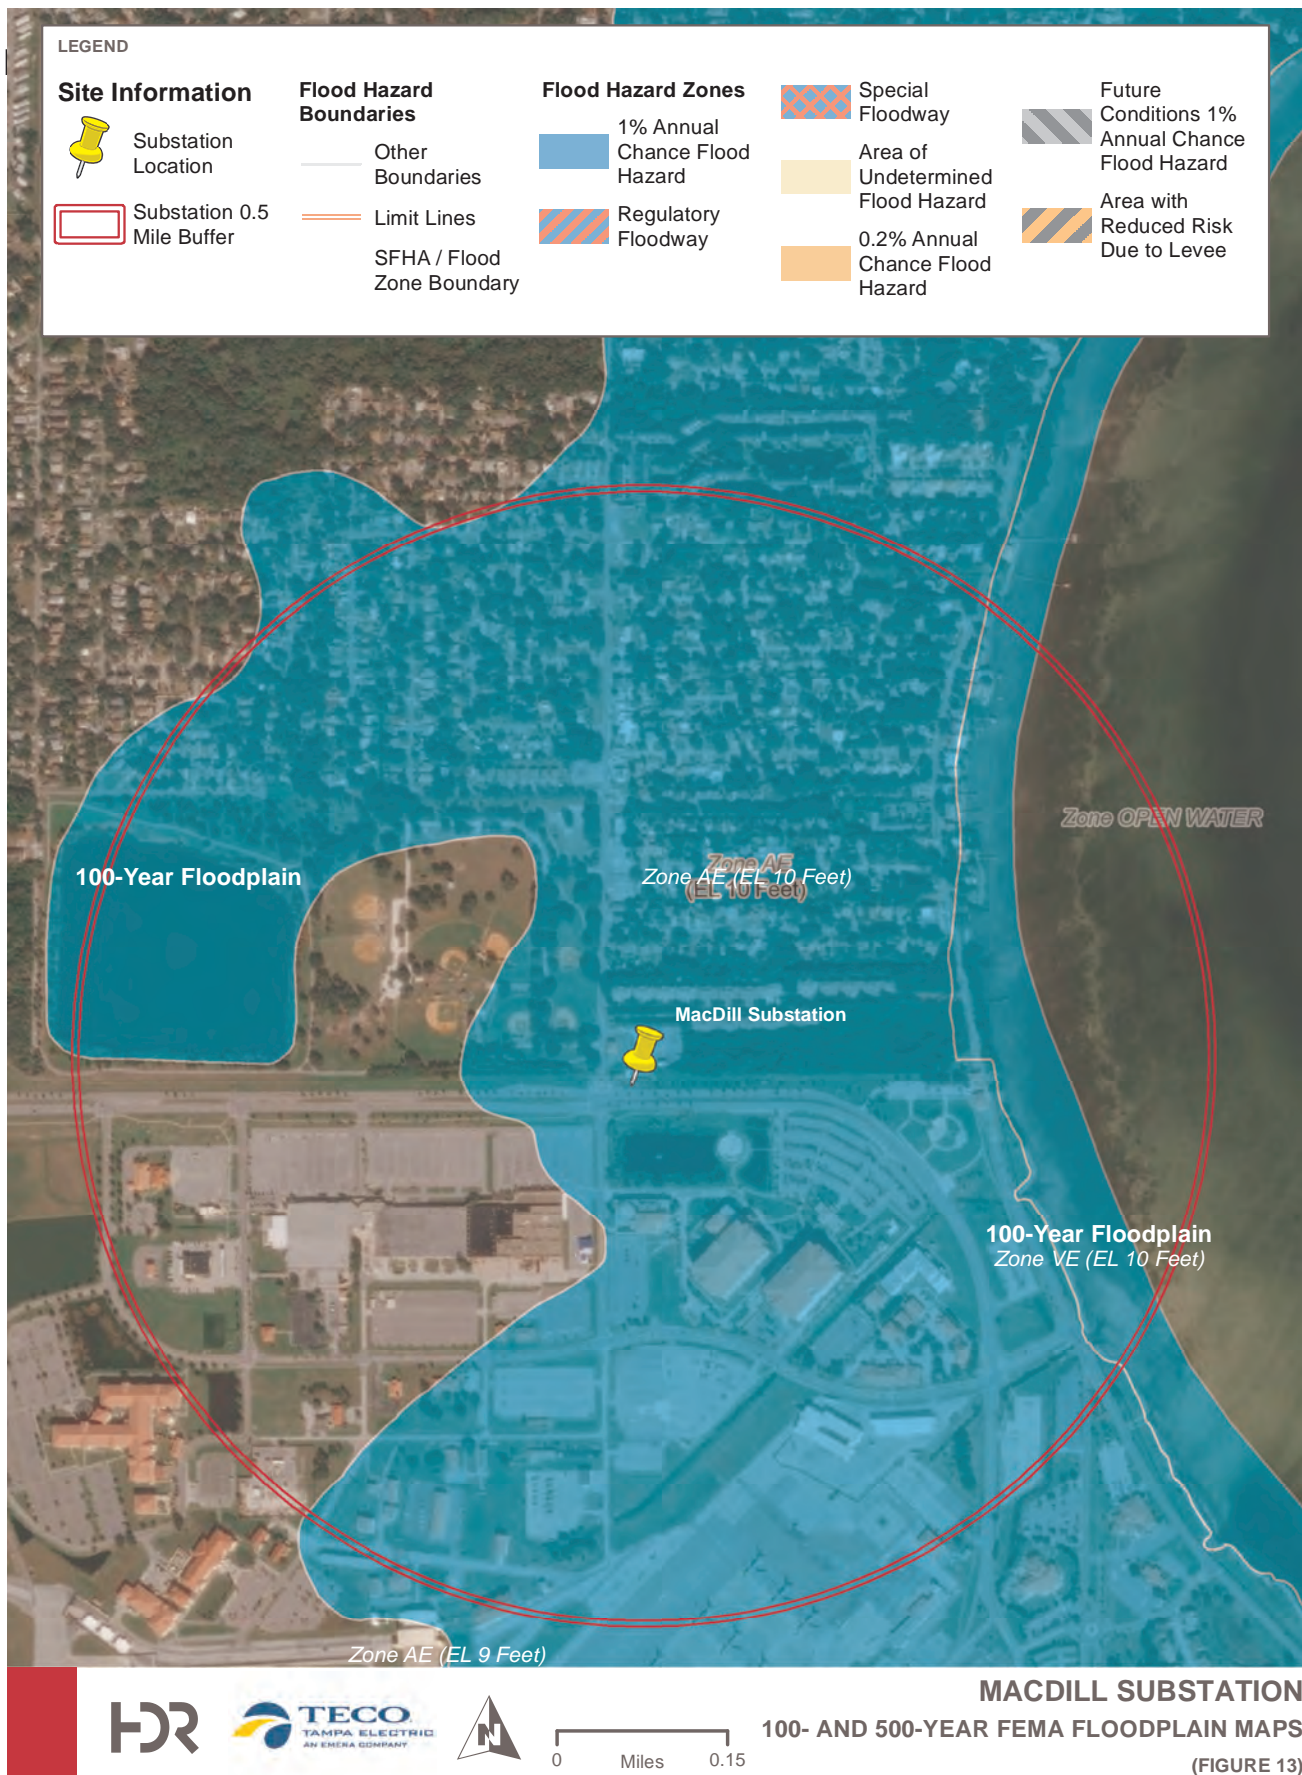 LEGEND
Site Information
Substation
Location
Substation 0.5
Mile Buffer
Flood Hazard
Boundaries
Other
Boundaries
Limit Lines
SFHA / Flood
Zone Boundary
Flood Hazard Zones
1% Annual
Chance Flood
Hazard
Regulatory
Floodway
Special
Floodway
Area of
Undetermined
Flood Hazard
0.2% Annual
Chance Flood
Hazard
Future
Conditions 1%
Annual Chance
Flood Hazard
Area with
Reduced Risk
Due to Levee
Zone OPEN WATER
100-Year Floodplain
Zone AE
(EL 10 Feet)
Zone AE (EL 10 Feet)
MacDill Substation
100-Year Floodplain
Zone VE (EL 10 Feet)
Zone AE (EL 9 Feet)
HDR
TECO
TAMPA ELECTRIC
AN EMERA COMPANY
N
0 Miles 0.15
MACDILL SUBSTATION
100- AND 500-YEAR FEMA FLOODPLAIN MAPS
(FIGURE 13)